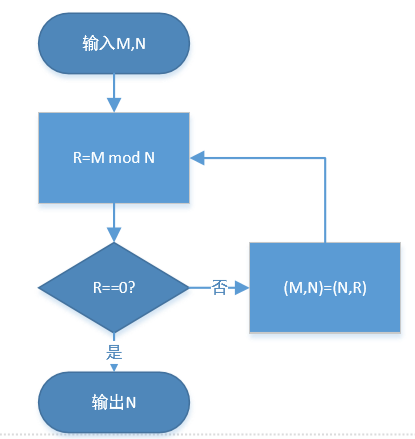 输入M,N
R=M mod N
R==0?
否
(M,N)=(N,R)
是
输出N